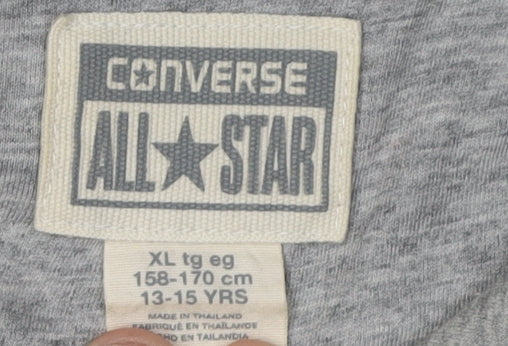 CONVERSE
ALL STAR
XL tg eg
158-170 cm
13-15 YRS
MADE IN THAILAND
FABRIQUÉ EN THAÏLANDE
HO EN TAILANDIA